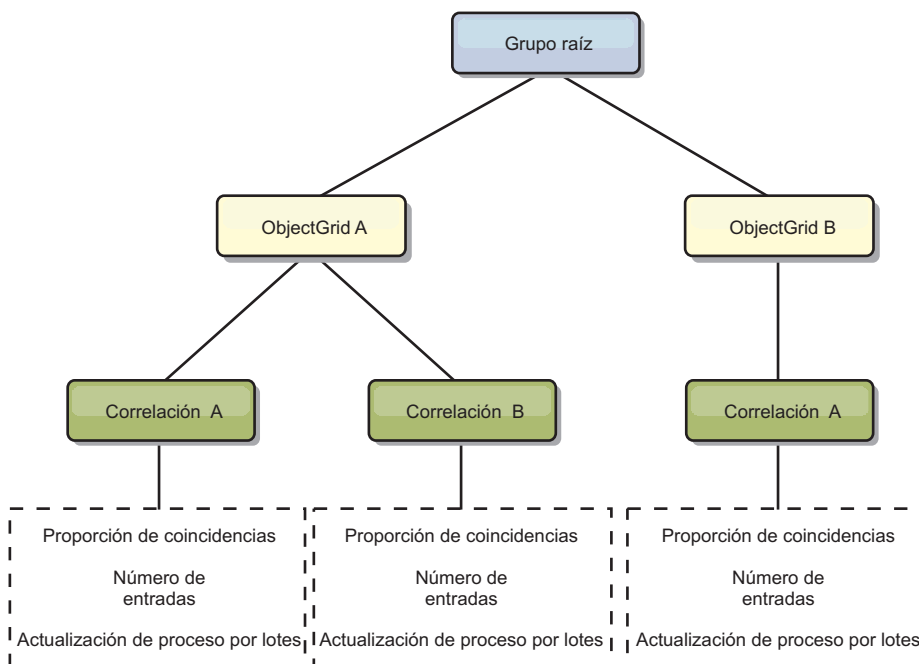 Grupo raíz
ObjectGrid A
ObjectGrid B
Correlación A
Correlación B
Correlación A
Proporción de coincidencias
Número de
entradas
Actualización de proceso por lotes
Proporción de coincidencias
Número de
entradas
Actualización de proceso por lotes
Proporción de coincidencias
Número de
entradas
Actualización de proceso por lotes